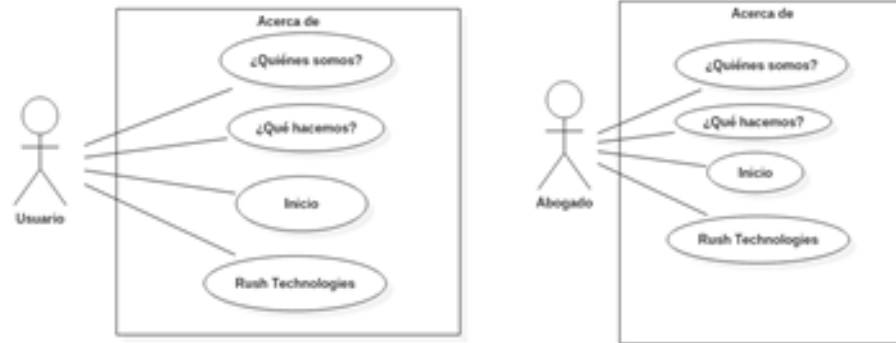 Acerca de
¿Quiénes somos?
¿Qué hacemos?
Inicio
Rush Technologies
Usuario
Acerca de
¿Quiénes somos?
¿Qué hacemos?
Inicio
Rush Technologies
Abogado